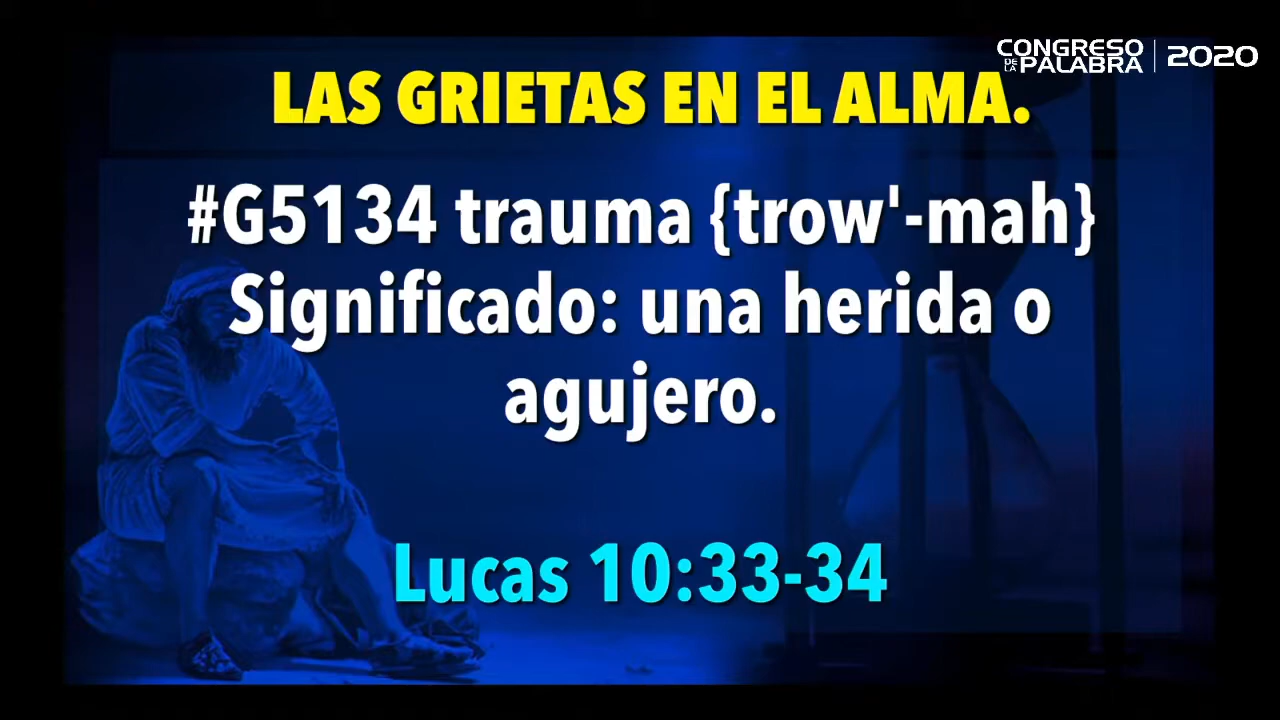 CONGRESO
DE LA PALABRA | 2020
LAS GRIETAS EN EL ALMA.
#G5134 trauma {trow'-mah}
Significado: una herida o
agujero.
Lucas 10:33-34